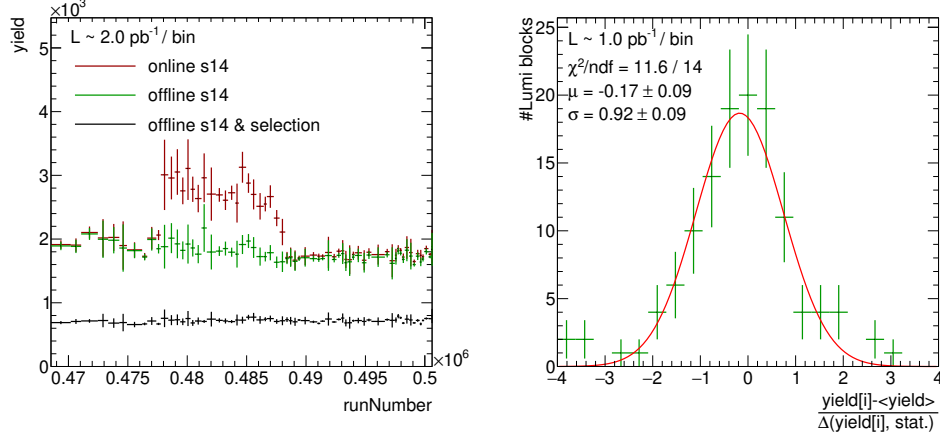 ×10³
yield
5
4
3
2
1
0
L ~ 2.0 pb⁻¹ / bin
online s14
offline s14
offline s14 & selection
0.47 0.475 0.48 0.485 0.49 0.495 0.5
×10⁶
runNumber
#Lumi blocks
25
20
15
10
5
0
L ~ 1.0 pb⁻¹ / bin
χ²/ndf = 11.6 / 14
μ = -0.17 ± 0.09
σ = 0.92 ± 0.09
−4 −3 −2 −1 0 1 2 3 4
yield[i]-<yield>
Δ(yield[i], stat.)